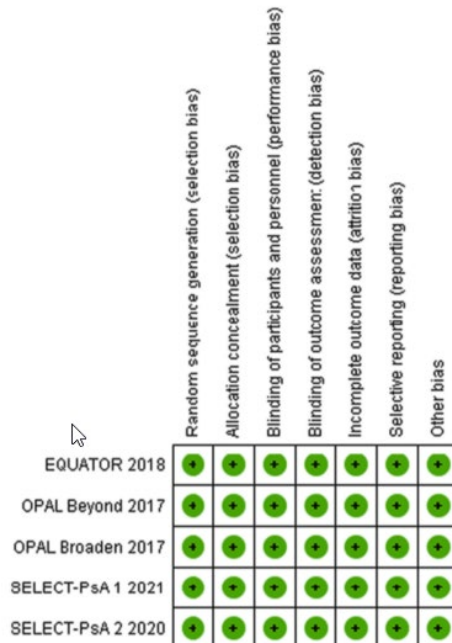 Random sequence generation (selection bias)
Allocation concealment (selection bias)
Blinding of participants and personnel (performance bias)
Blinding of outcome assessment (detection bias)
Incomplete outcome data (attrition bias)
Selective reporting (reporting bias)
Other bias
EQUATOR 2018 + + + + + + +
OPAL Beyond 2017 + + + + + + +
OPAL Broaden 2017 + + + + + + +
SELECT-PsA 1 2021 + + + + + + +
SELECT-PsA 2 2020 + + + + + + +